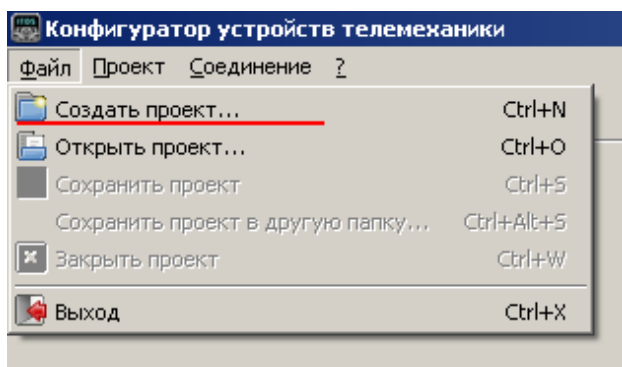 Конфигуратор устройств телемеханики
Файл Проект Соединение ?
Создать проект... Ctrl+N
Открыть проект... Ctrl+O
Сохранить проект Ctrl+S
Сохранить проект в другую папку... Ctrl+Alt+S
Закрыть проект Ctrl+W
Выход Ctrl+X